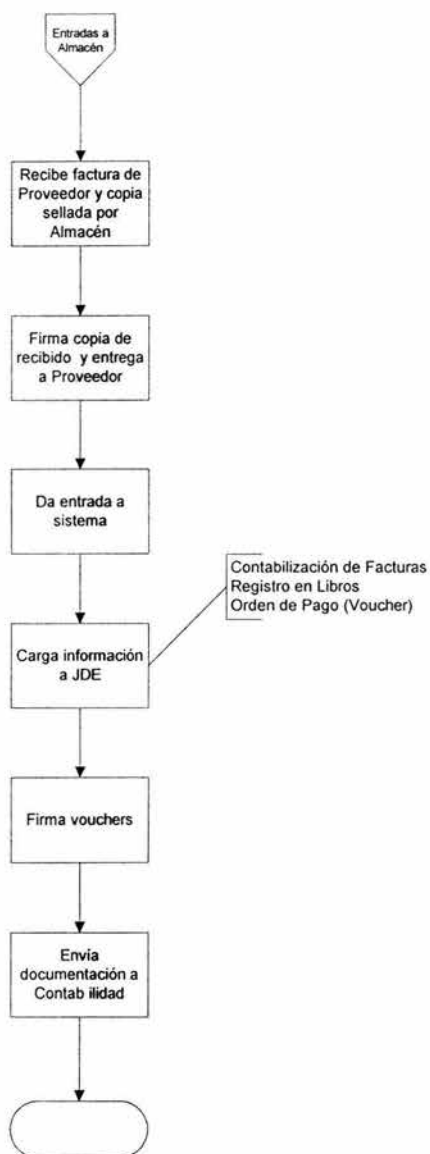 Entradas a
Almacén
Recibe factura de
Proveedor y copia
sellada por
Almacén
Firma copia de
recibido y entrega
a Proveedor
Da entrada a
sistema
Contabilización de Facturas
Registro en Libros
Orden de Pago (Voucher)
Carga información
a JDE
Firma vouchers
Envía
documentación a
Contab ilidad